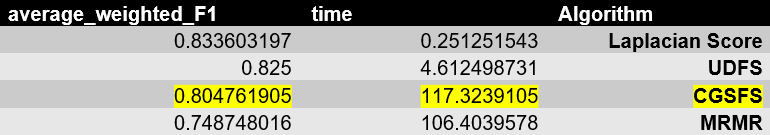 average_weighted_F1 time Algorithm
0.833603197 0.251251543 Laplacian Score
0.825 4.612498731 UDFS
0.804761905 117.3239105 CGSFS
0.748748016 106.4039578 MRMR